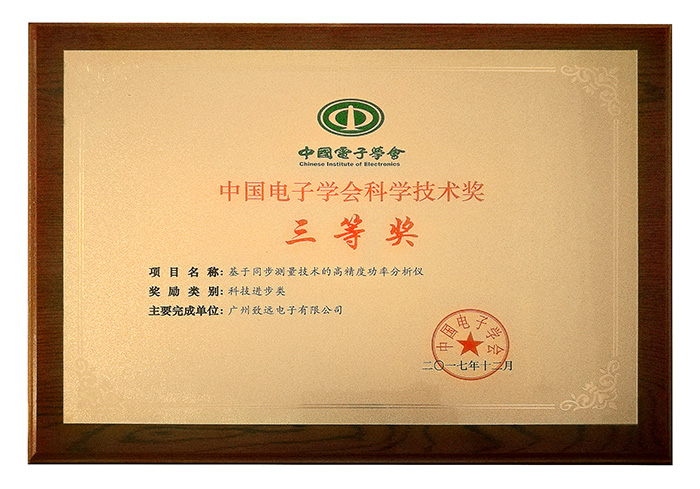 中國電子學會
Chinese Institute of Electronics
中国电子学会科学技术奖
三等奖
项目名称：基于同步测量技术的高精度功率分析仪
奖励类别：科技进步类
主要完成单位：广州致远电子有限公司
中国电子学会
二〇一七年十二月